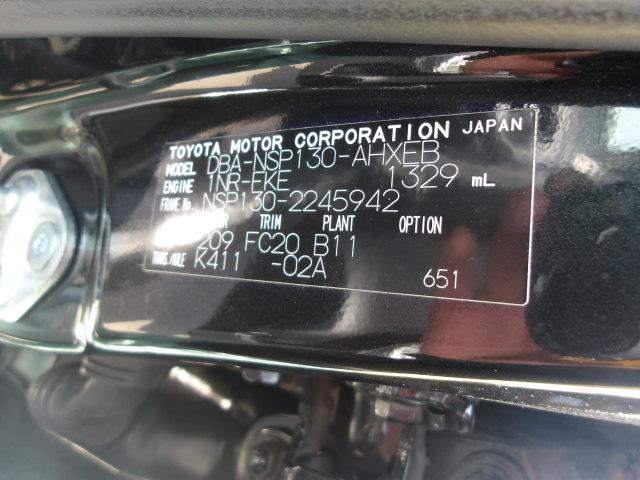 TOYOTA MOTOR CORPORATION JAPAN
MODEL DBA-NSP130-AHXEB
ENGINE 1NR-FKE 1329 mL
FRAME No. NSP130-2245942
TRIM PLANT OPTION
209 FC20 B11
TRANS/AXLE K411 -02A
651